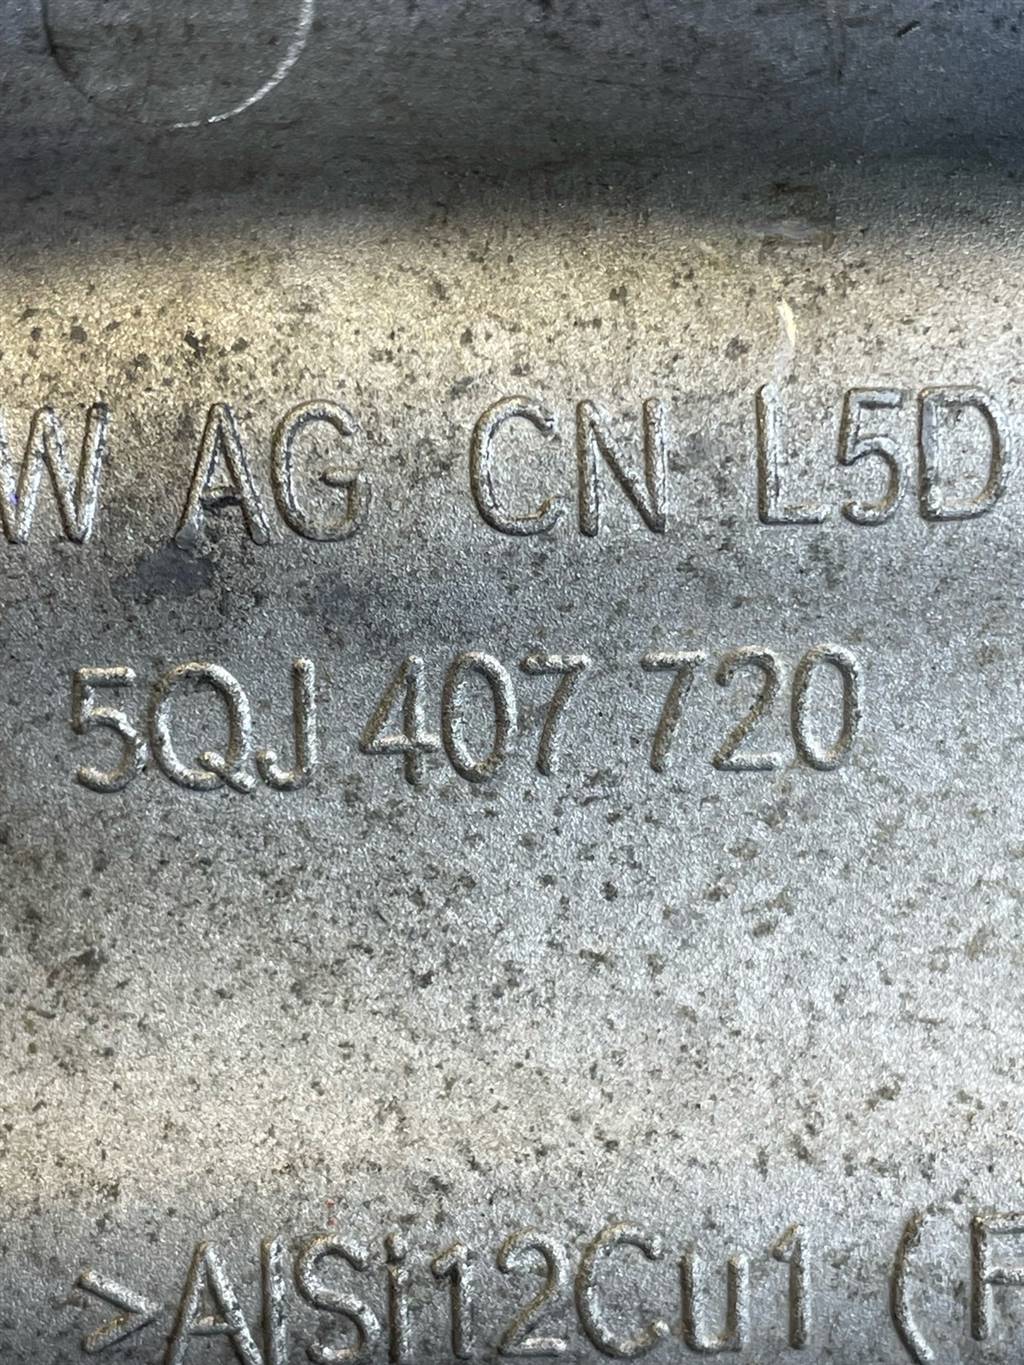 W AG CN L5D
5QJ 407 720
>AlSi12Cu1 (F